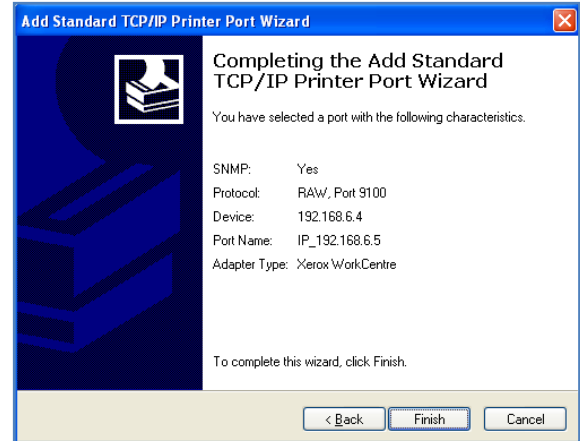 Add Standard TCP/IP Printer Port Wizard
Completing the Add Standard
TCP/IP Printer Port Wizard
You have selected a port with the following characteristics.
SNMP: Yes
Protocol: RAW, Port 9100
Device: 192.168.6.4
Port Name: IP_192.168.6.5
Adapter Type: Xerox WorkCentre
To complete this wizard, click Finish.
< Back Finish Cancel